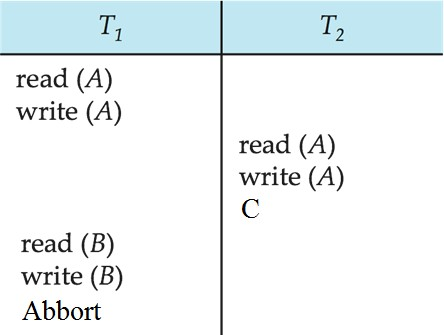 T1 T2
read (A)
write (A)
read (A)
write (A)
C
read (B)
write (B)
Abbort